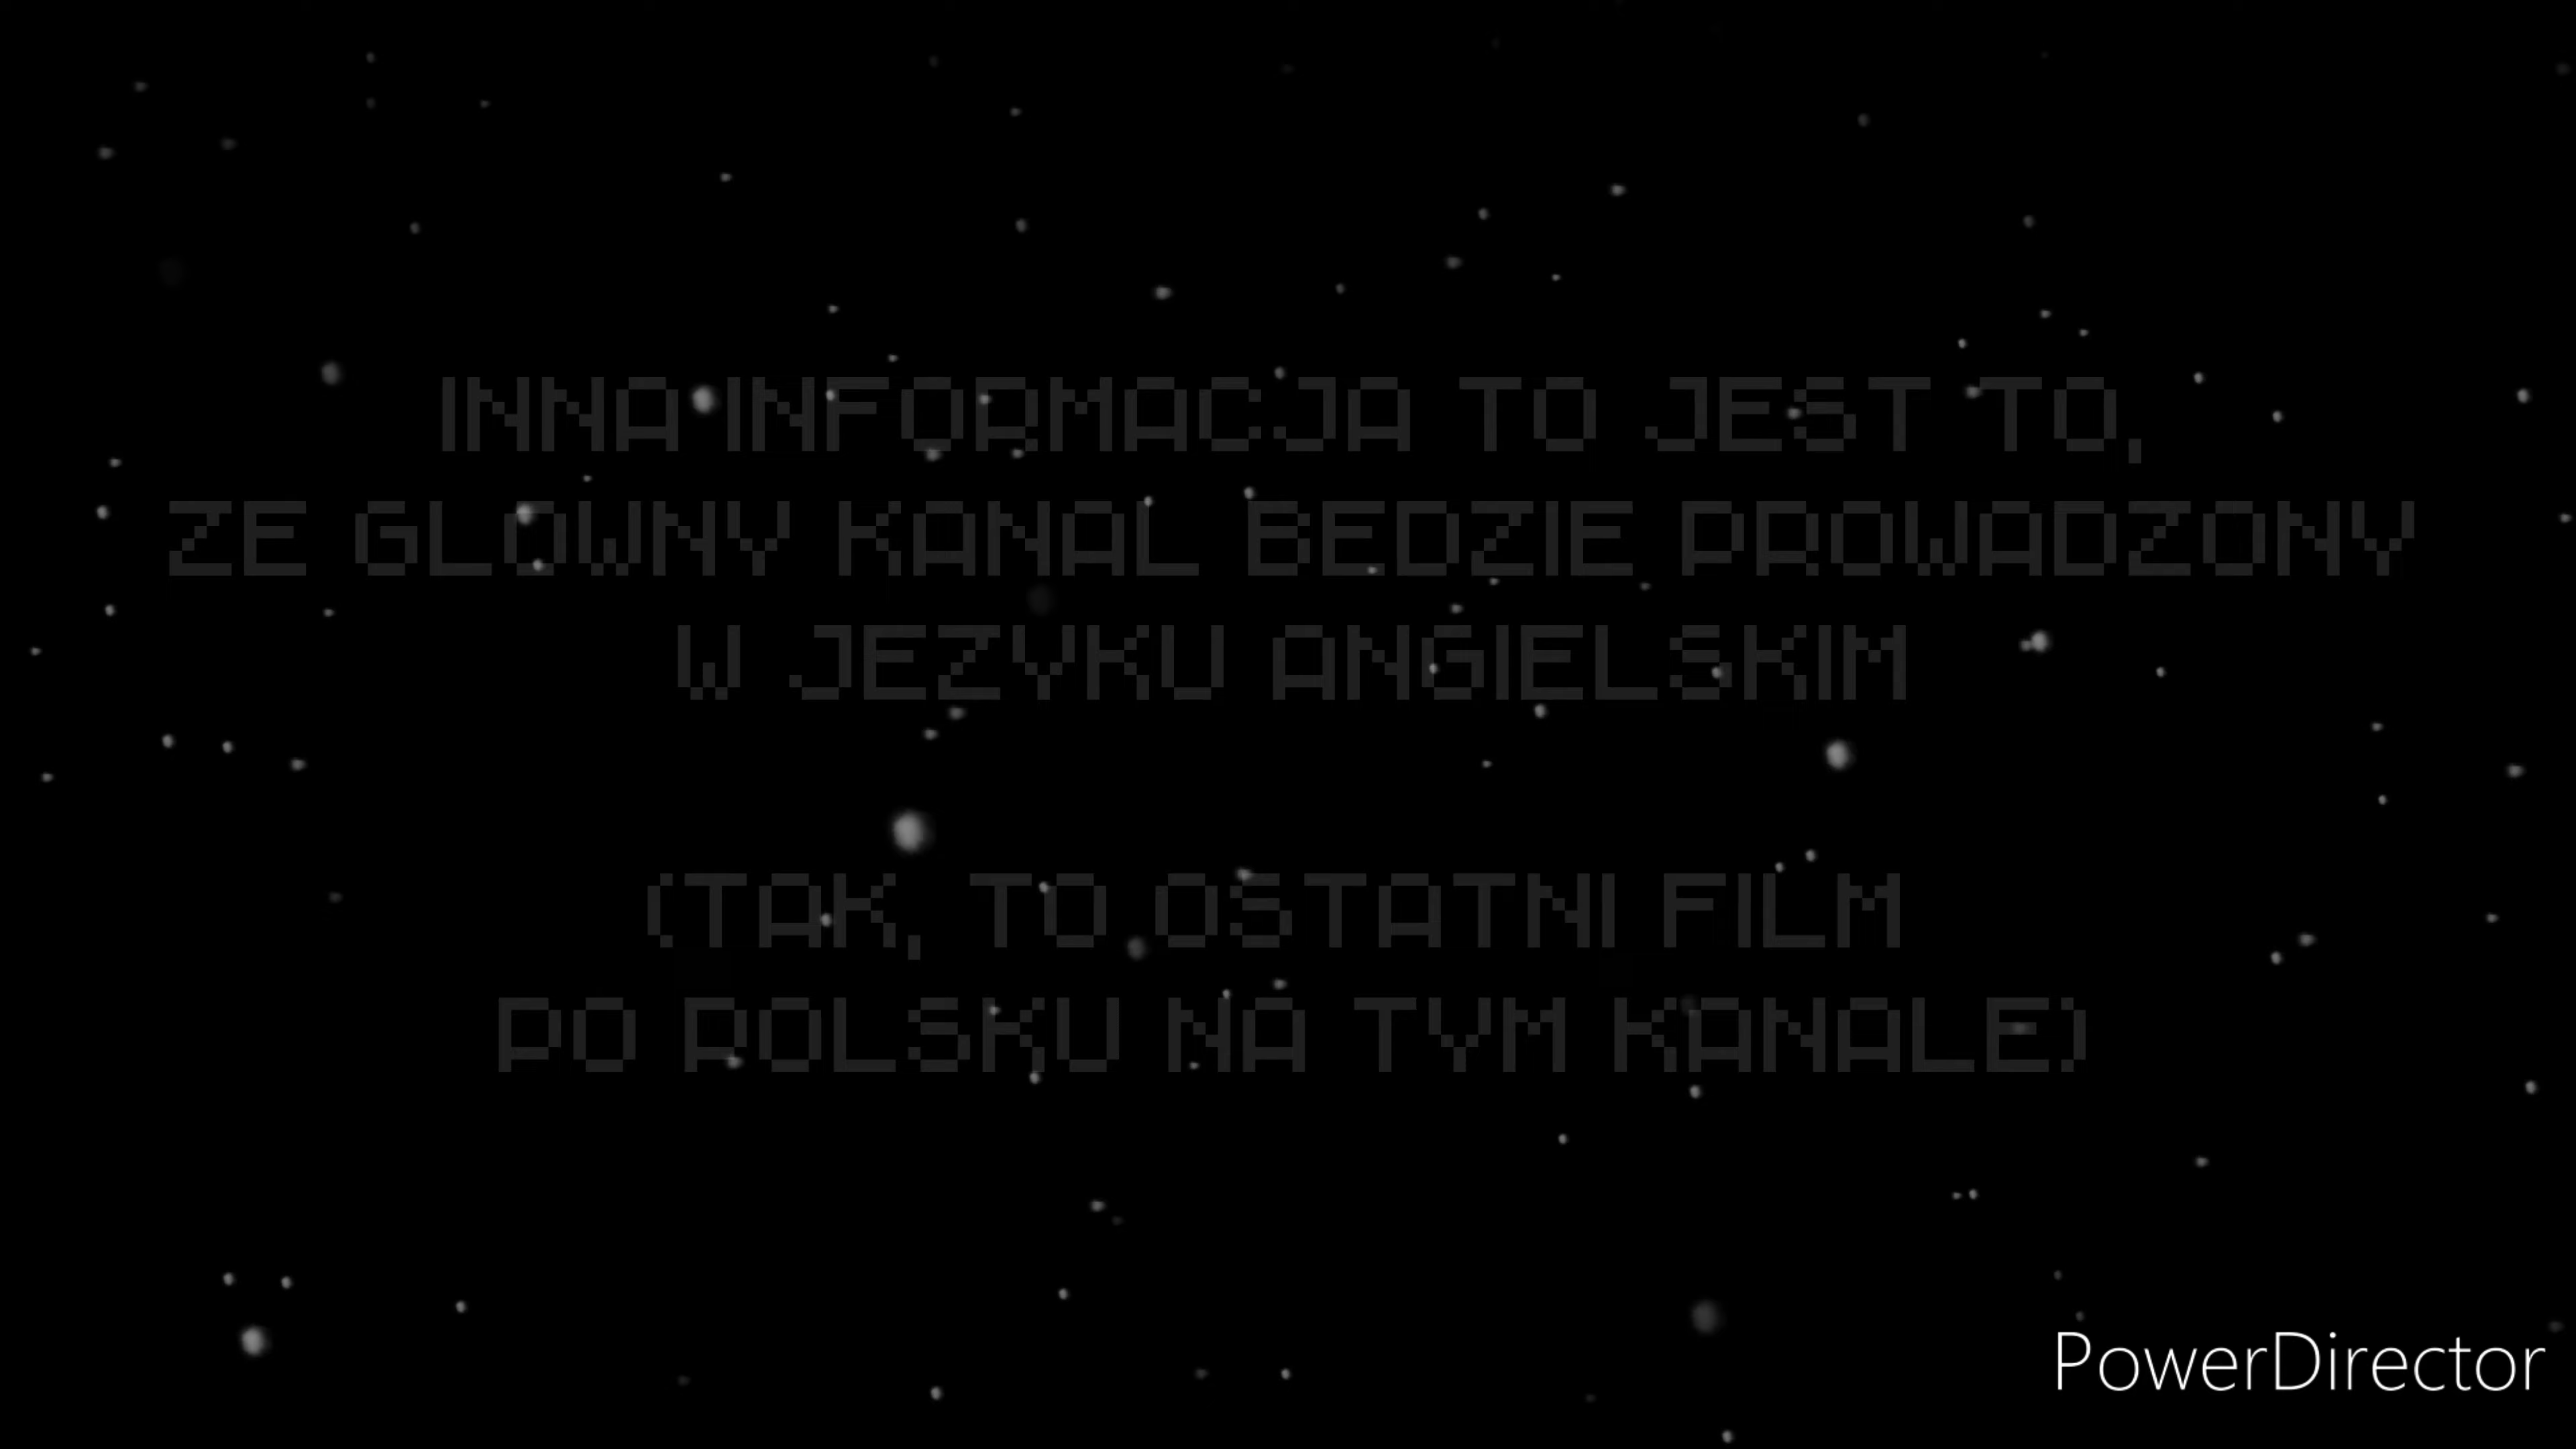 INNA INFORMACJA TO JEST TO,
ZE GLOWNY KANAL BEDZIE PROWADZONY
W JEZYKU ANGIELSKIM
(TAK, TO OSTATNI FILM
PO POLSKU NA TYM KANALE)
PowerDirector